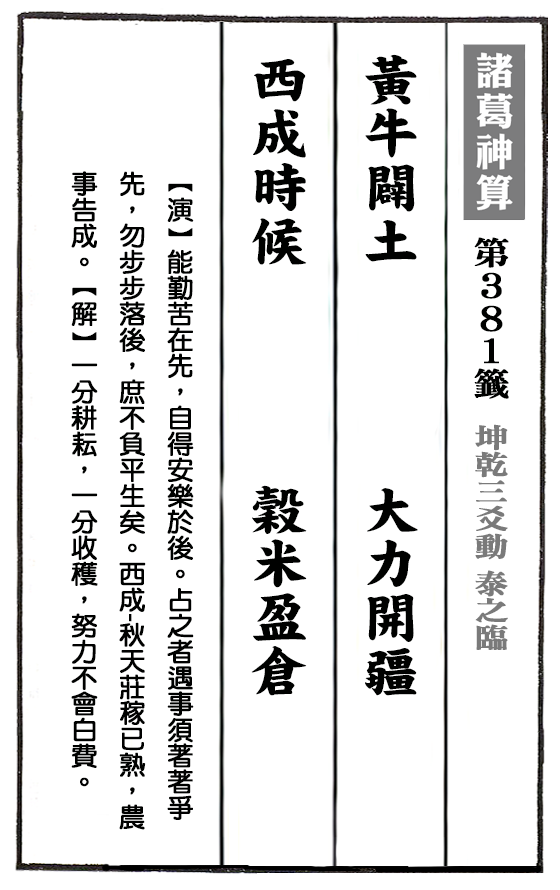 諸葛神算 第381籤 坤乾三爻動 泰之臨
黃牛闢土 大力開疆
西成時候 穀米盈倉
【演】能勤苦在先，自得安樂於後。占之者遇事須著著爭
先，勿步步落後，庶不負平生矣。西成-秋天莊稼已熟，農
事告成。【解】一分耕耘，一分收穫，努力不會白費。